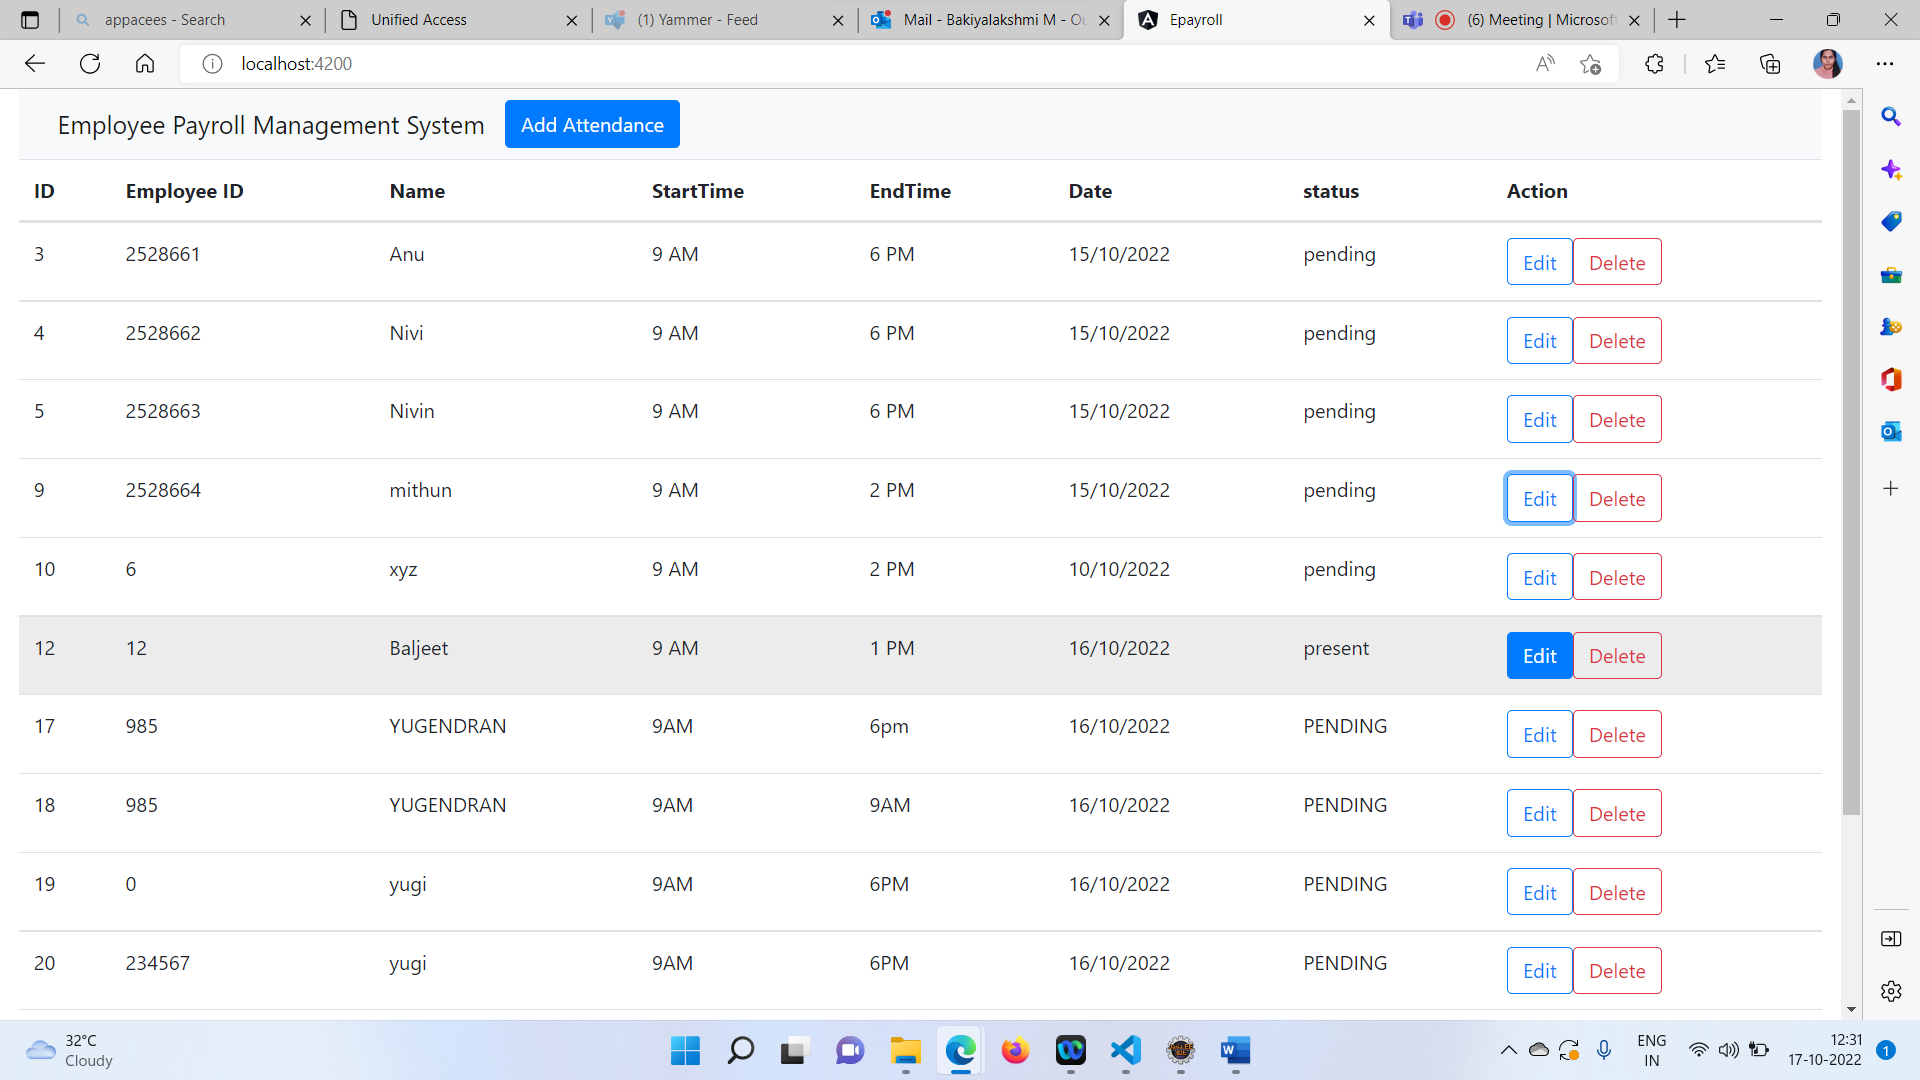 appacees - Search
Unified Access
(1) Yammer - Feed
Mail - Bakiyalakshmi M - Ou
Epayroll
(6) Meeting | Microsoft
localhost:4200
Employee Payroll Management System Add Attendance
ID Employee ID Name StartTime EndTime Date status Action
3 2528661 Anu 9 AM 6 PM 15/10/2022 pending Edit Delete
4 2528662 Nivi 9 AM 6 PM 15/10/2022 pending Edit Delete
5 2528663 Nivin 9 AM 6 PM 15/10/2022 pending Edit Delete
9 2528664 mithun 9 AM 2 PM 15/10/2022 pending Edit Delete
10 6 xyz 9 AM 2 PM 10/10/2022 pending Edit Delete
12 12 Baljeet 9 AM 1 PM 16/10/2022 present Edit Delete
17 985 YUGENDRAN 9AM 6pm 16/10/2022 PENDING Edit Delete
18 985 YUGENDRAN 9AM 9AM 16/10/2022 PENDING Edit Delete
19 0 yugi 9AM 6PM 16/10/2022 PENDING Edit Delete
20 234567 yugi 9AM 6PM 16/10/2022 PENDING Edit Delete
32°C
Cloudy
ENG
IN
12:31
17-10-2022
1